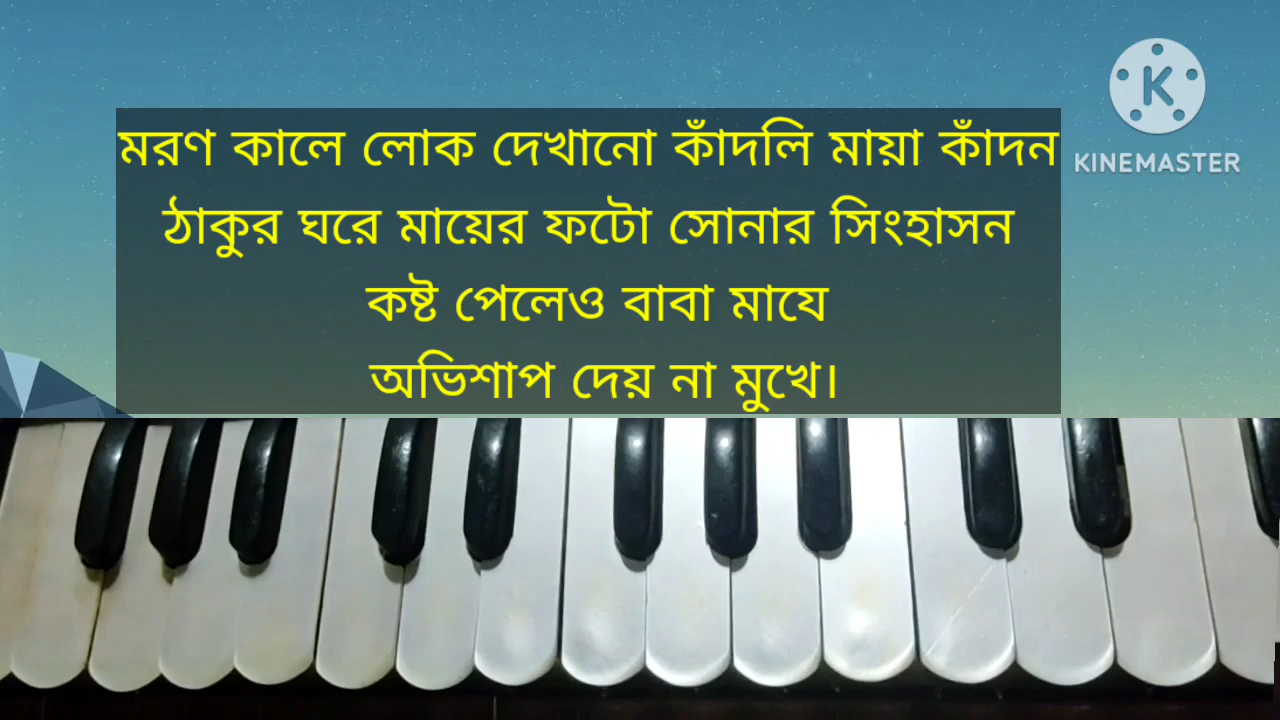 মরণ কালে লোক দেখানো কাঁদলি মায়া কাঁদন
ঠাকুর ঘরে মায়ের ফটো সোনার সিংহাসন
কষ্ট পেলেও বাবা মাযে
অভিশাপ দেয় না মুখে।
K
KINEMASTER